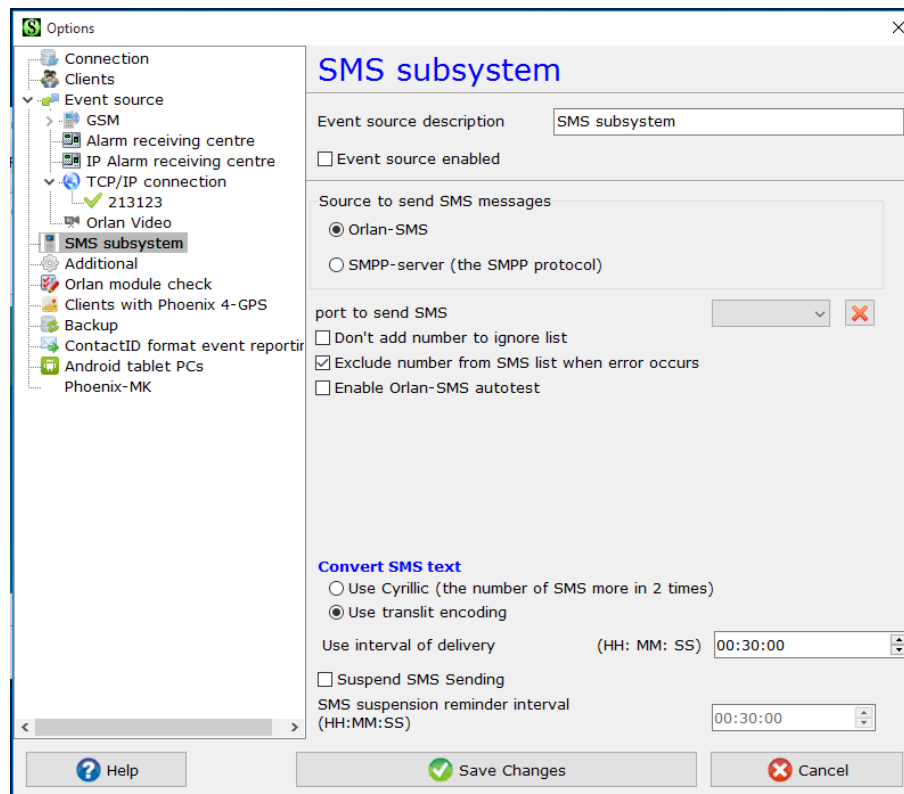 Options
Connection
Clients
Event source
GSM
Alarm receiving centre
IP Alarm receiving centre
TCP/IP connection
213123
Orlan Video
SMS subsystem
Additional
Orlan module check
Clients with Phoenix 4-GPS
Backup
ContactID format event reportin
Android tablet PCs
Phoenix-MK
SMS subsystem
Event source description SMS subsystem
Event source enabled
Source to send SMS messages
Orlan-SMS
SMPP-server (the SMPP protocol)
port to send SMS
Don't add number to ignore list
Exclude number from SMS list when error occurs
Enable Orlan-SMS autotest
Convert SMS text
Use Cyrillic (the number of SMS more in 2 times)
Use translit encoding
Use interval of delivery (HH: MM: SS) 00:30:00
Suspend SMS Sending
SMS suspension reminder interval
(HH:MM:SS) 00:30:00
Help Save Changes Cancel